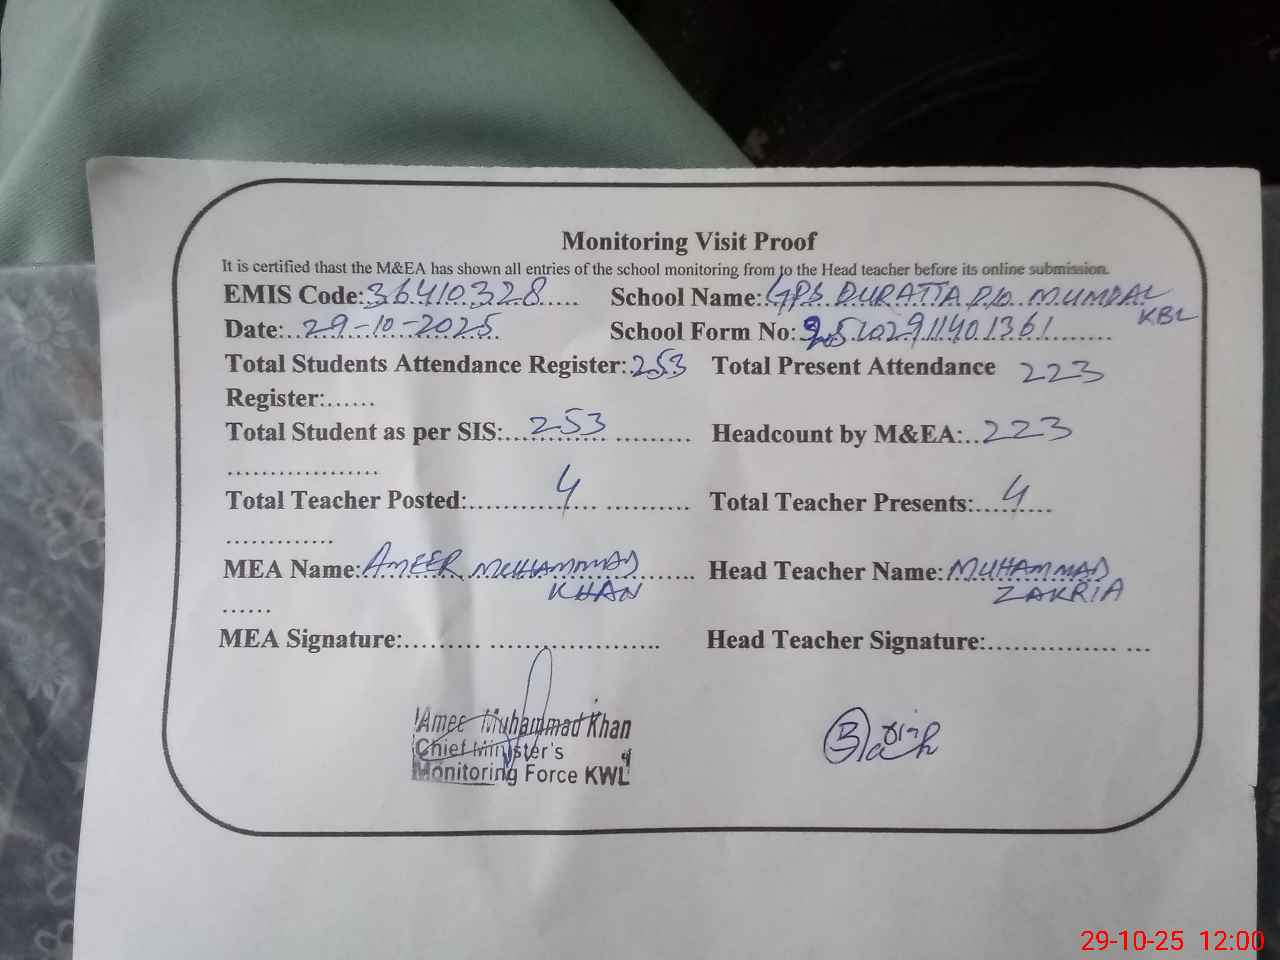 Monitoring Visit Proof
It is certified thast the M&EA has shown all entries of the school monitoring from to the Head teacher before its online submission.
EMIS Code:36410328..... School Name:GPS DURATTA P/O MUMDAL
KBL
Date:..29-10-2025 School Form No:
Total Students Attendance Register:.253 Total Present Attendance 223
Register:......
Total Student as per SIS:....253 ......... Headcount by M&EA:..223
..................
Total Teacher Posted:....4.... .......... Total Teacher Presents:....4....
.............
MEA Name:AMEER MUHAMMAD....... Head Teacher Name:MUHAMMAD
KHAN ZAKRIA
......
MEA Signature:............ ...................... Head Teacher Signature:................ ...
Amee Muhammad Khan
Chief Minister's
Monitoring Force KWL
29-10-25 12:00